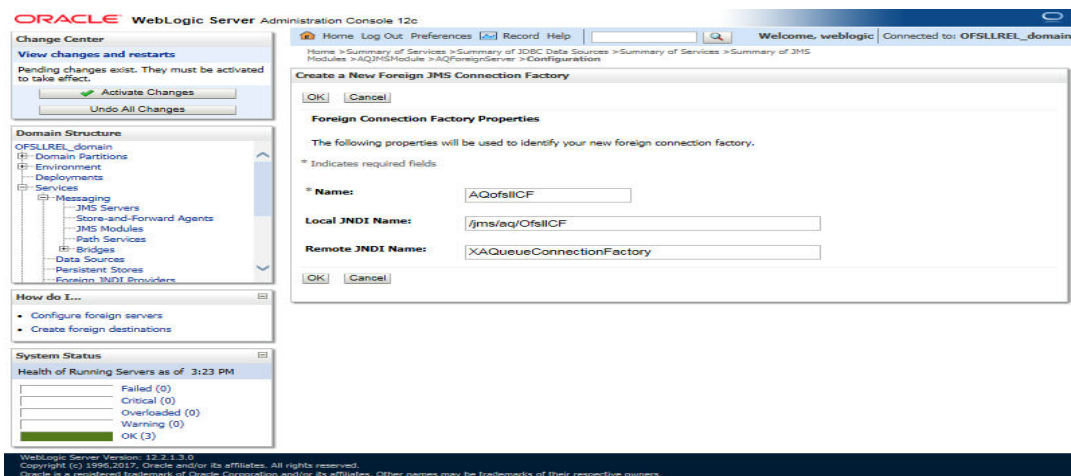 ORACLE WebLogic Server Administration Console 12c
Change Center
View changes and restarts
Pending changes exist. They must be activated
to take effect.
Activate Changes
Undo All Changes
Domain Structure
OFSLLREL_domain
Domain Partitions
Environment
Deployments
Services
Messaging
JMS Servers
Store-and-Forward Agents
JMS Modules
Path Services
Bridges
Data Sources
Persistent Stores
Foreign JNDI Providers
How do I...
Configure foreign servers
Create foreign destinations
System Status
Health of Running Servers as of 3:23 PM
Failed (0)
Critical (0)
Overloaded (0)
Warning (0)
OK (3)
Home Log Out Preferences Record Help
Welcome, weblogic Connected to: OFSLLREL_domain
Home >Summary of Services >Summary of JDBC Data Sources >Summary of Services >Summary of JMS
Modules >AQJMSModule >AQForeignServer >Configuration
Create a New Foreign JMS Connection Factory
OK Cancel
Foreign Connection Factory Properties
The following properties will be used to identify your new foreign connection factory.
* Indicates required fields
* Name: AQofsllCF
Local JNDI Name: /jms/aq/OfsllCF
Remote JNDI Name: XAQueueConnectionFactory
OK Cancel
WebLogic Server Version: 12.2.1.3.0
Copyright (c) 1996,2017, Oracle and/or its affiliates. All rights reserved.
Oracle is a registered trademark of Oracle Corporation and/or its affiliates. Other names may be trademarks of their respective owners.